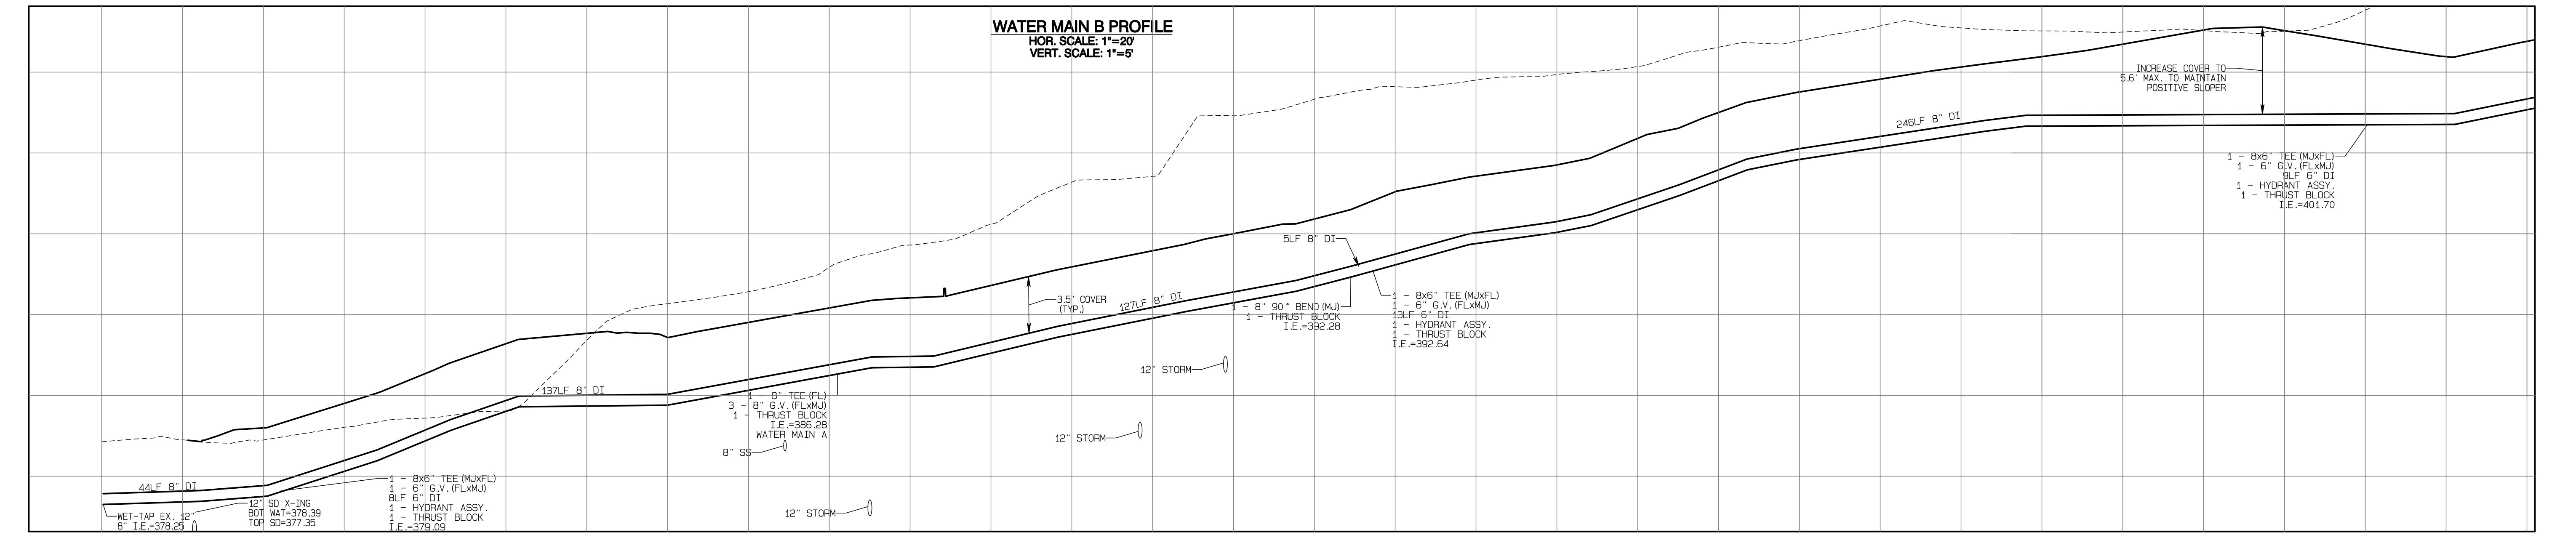 WATER MAIN B PROFILE
HOR. SCALE: 1"=20'
VERT. SCALE: 1"=5'
44LF 8" DI
WET-TAP EX. 12"
8" I.E.=378.25
12" SD X-ING
BOT WAT=378.39
TOP SD=377.35
1 - 8x6" TEE (MJxFL)
1 - 6" G.V. (FLxMJ)
8LF 6" DI
1 - HYDRANT ASSY.
1 - THRUST BLOCK
I.E.=379.09
137LF 8" DI
1 - 8" TEE (FL)
3 - 8" G.V. (FLxMJ)
1 - THRUST BLOCK
I.E.=386.28
WATER MAIN A
8" SS
12" STORM
12" STORM
12" STORM
3.5' COVER
(TYP.)
127LF 8" DI
5LF 8" DI
1 - 8" 90° BEND (MJ)
1 - THRUST BLOCK
I.E.=392.28
1 - 8x6" TEE (MJxFL)
1 - 6" G.V. (FLxMJ)
13LF 6" DI
1 - HYDRANT ASSY.
1 - THRUST BLOCK
I.E.=392.64
246LF 8" DI
INCREASE COVER TO
5.6' MAX. TO MAINTAIN
POSITIVE SLOPER
1 - 8x6" TEE (MJxFL)
1 - 6" G.V. (FLxMJ)
9LF 6" DI
1 - HYDRANT ASSY.
1 - THRUST BLOCK
I.E.=401.70